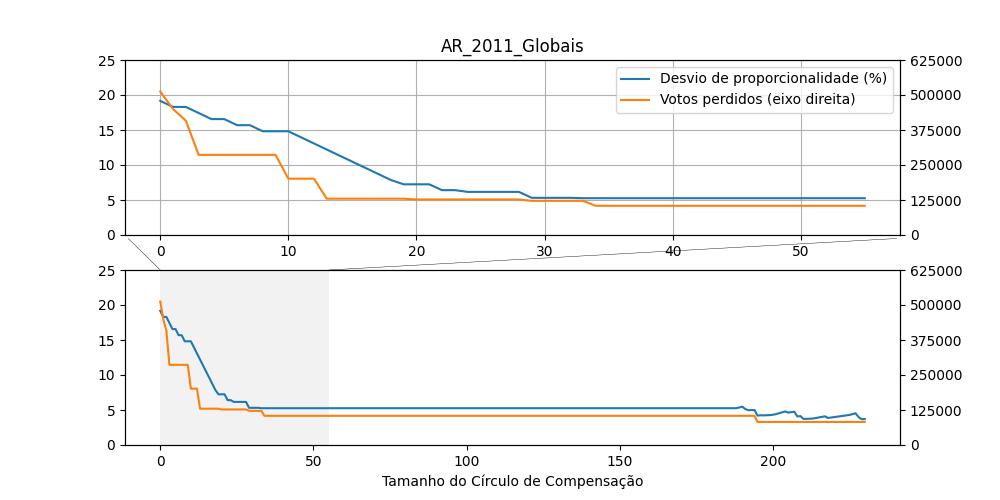 AR_2011_Globais
25 625000
Desvio de proporcionalidade (%)
20 500000
Votos perdidos (eixo direita)
15 375000
10 250000
5 125000
0 0
0 10 20 30 40 50
25 625000
20 500000
15 375000
10 250000
5 125000
0 0
0 50 100 150 200
Tamanho do Círculo de Compensação